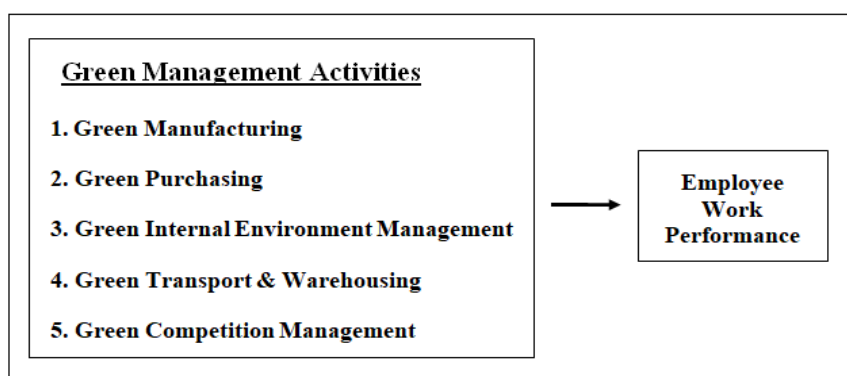 Green Management Activities
1. Green Manufacturing
2. Green Purchasing
3. Green Internal Environment Management
4. Green Transport & Warehousing
5. Green Competition Management
Employee
Work
Performance